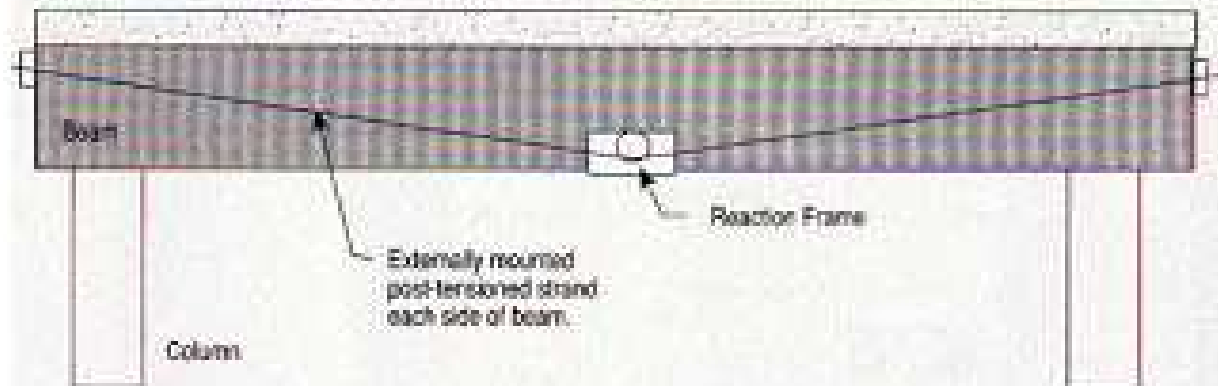 Beam
Reaction Frame
Externally mounted
post-tensioned strand
each side of beam.
Column